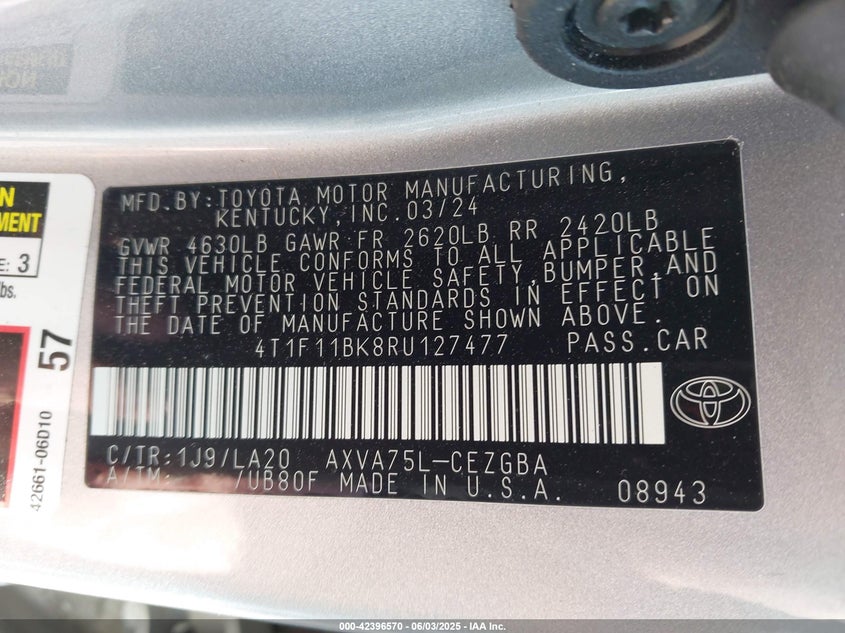 MFD.BY:TOYOTA MOTOR MANUFACTURING,
KENTUCKY,INC.03/24
GVWR 4630LB GAWR FR 2620LB RR 2420LB
THIS VEHICLE CONFORMS TO ALL APPLICABLE
FEDERAL MOTOR VEHICLE SAFETY,BUMPER,AND
THEFT PREVENTION STANDARDS IN EFFECT ON
THE DATE OF MANUFACTURE SHOWN ABOVE.
4T1F11BK8RU127477 PASS.CAR
C/TR:1J9/LA20 AXVA75L-CEZGBA
A/TM: /UB80F MADE IN U.S.A. 08943
E: 3
lbs.
57
42661-06D10
000-42396570 - 06/03/2025 - IAA Inc.